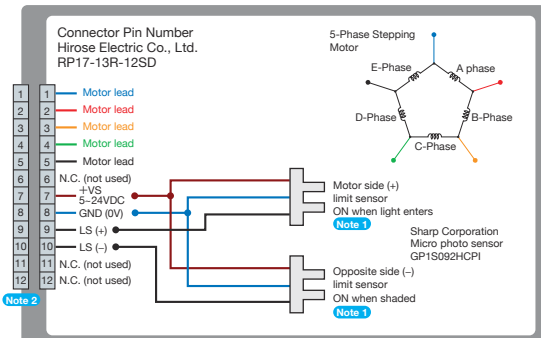 Connector Pin Number
Hirose Electric Co., Ltd.
RP17-13R-12SD
5-Phase Stepping
Motor
E-Phase
A phase
D-Phase
B-Phase
C-Phase
1 1 Motor lead
2 2 Motor lead
3 3 Motor lead
4 4 Motor lead
5 5 Motor lead
6 6 N.C. (not used)
7 7 +VS
5~24VDC
8 8 GND (0V)
9 9 LS (+)
10 10 LS (−)
11 11 N.C. (not used)
12 12 N.C. (not used)
Note 2
Motor side (+)
limit sensor
ON when light enters
Note 1
Sharp Corporation
Micro photo sensor
GP1S092HCPI
Opposite side (−)
limit sensor
ON when shaded
Note 1